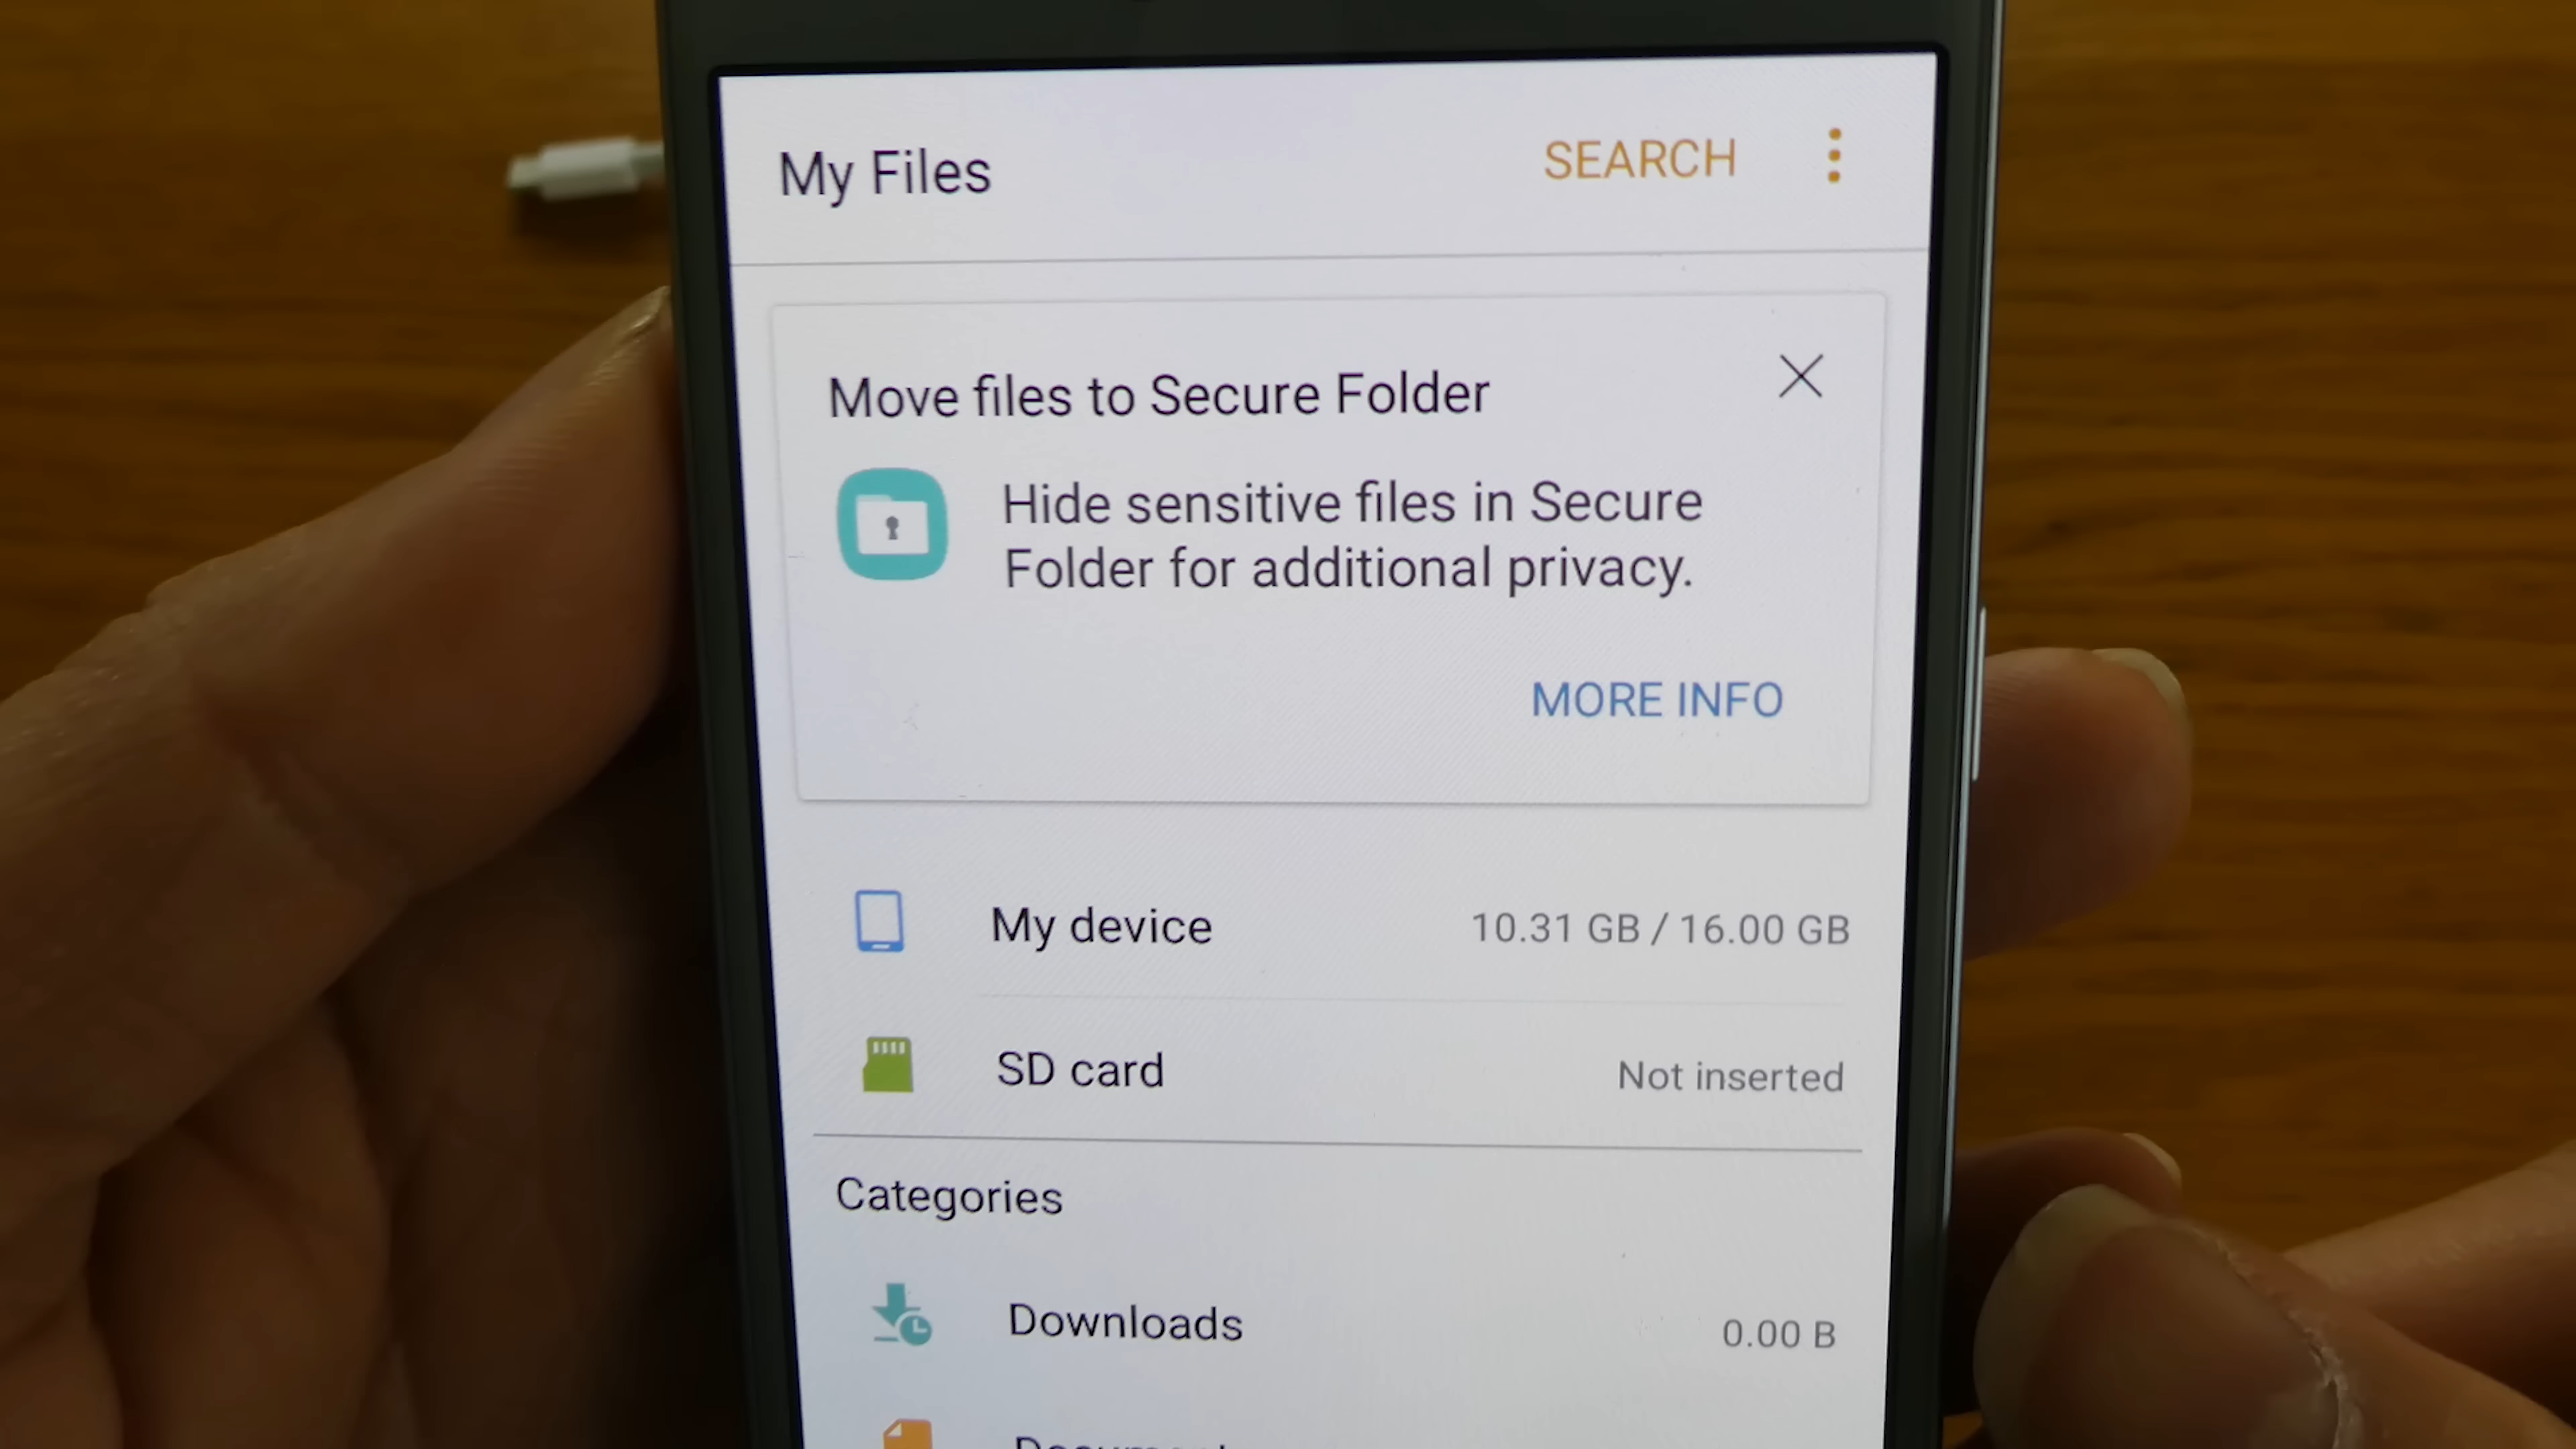 My Files
SEARCH
Move files to Secure Folder
Hide sensitive files in Secure
Folder for additional privacy.
MORE INFO
My device
10.31 GB / 16.00 GB
SD card
Not inserted
Categories
Downloads
0.00 B